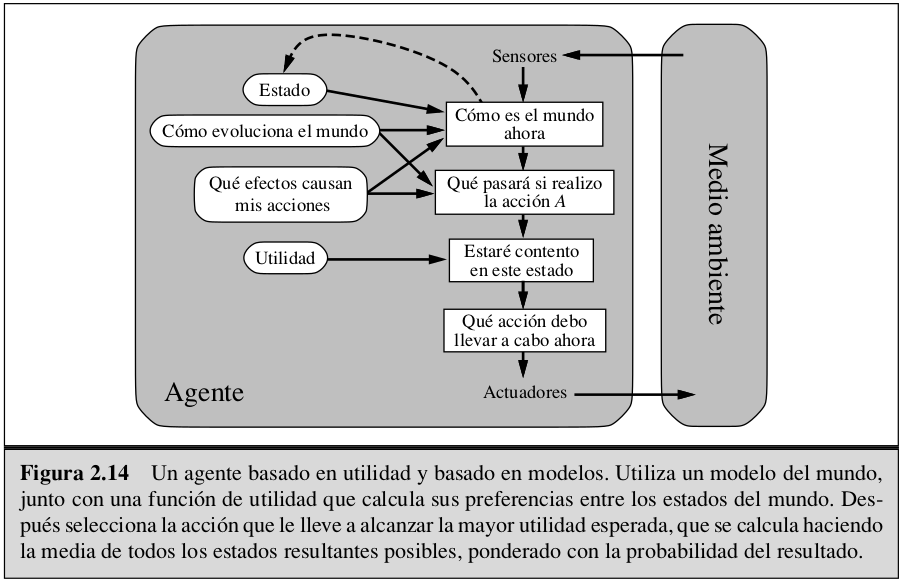 Sensores
Estado
Cómo es el mundo
ahora
Cómo evoluciona el mundo
Qué efectos causan
mis acciones
Qué pasará si realizo
la acción A
Utilidad
Estaré contento
en este estado
Qué acción debo
llevar a cabo ahora
Agente
Actuadores
Medio ambiente
Figura 2.14 Un agente basado en utilidad y basado en modelos. Utiliza un modelo del mundo,
junto con una función de utilidad que calcula sus preferencias entre los estados del mundo. Des-
pués selecciona la acción que le lleve a alcanzar la mayor utilidad esperada, que se calcula haciendo
la media de todos los estados resultantes posibles, ponderado con la probabilidad del resultado.